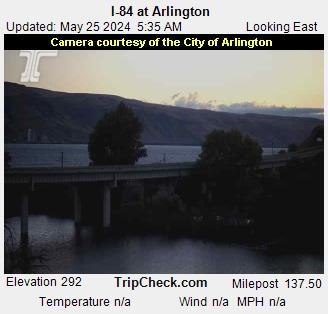 I-84 at Arlington
Updated: May 25 2024 5:35 AM Looking East
Camera courtesy of the City of Arlington
Elevation 292 TripCheck.com Milepost 137.50
Temperature n/a Wind n/a MPH n/a